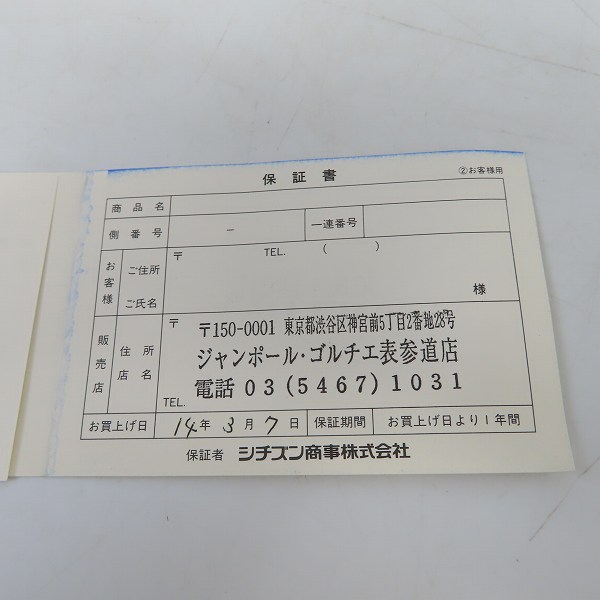 保証書
②お客様用
商品名
側番号 － 一連番号
お客様 ご住所 〒 TEL. ( )
ご氏名 様
販売店 住所 〒 〒150-0001 東京都渋谷区神宮前5丁目2番地28号
店名 ジャンポール・ゴルチエ表参道店
TEL. 電話 03(5467)1031
お買上げ日 14年3月7日 保証期間 お買上げ日より1年間
保証者 シチズン商事株式会社